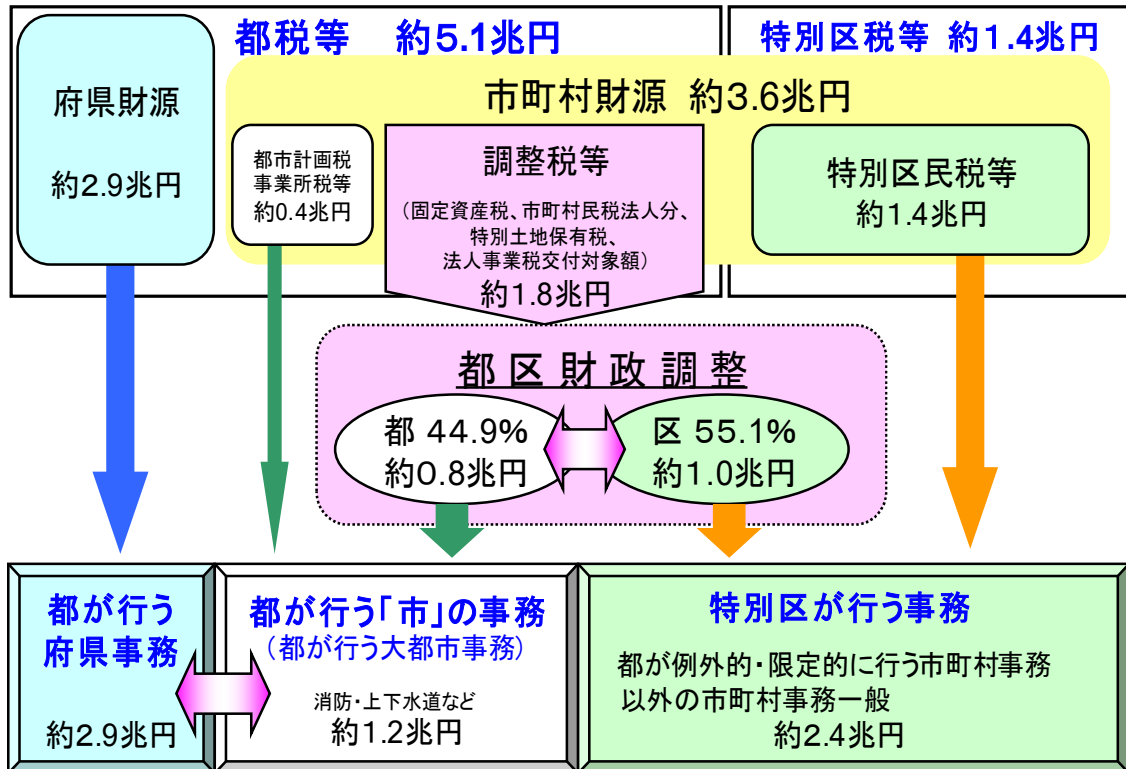 都税等　約5.1兆円
特別区税等 約1.4兆円
府県財源
約2.9兆円
市町村財源 約3.6兆円
都市計画税
事業所税等
約0.4兆円
調整税等
（固定資産税、市町村民税法人分、
特別土地保有税、
法人事業税交付対象額）
約1.8兆円
特別区民税等
約1.4兆円
都区財政調整
都 44.9%
約0.8兆円
区 55.1%
約1.0兆円
都が行う
府県事務
約2.9兆円
都が行う「市」の事務
（都が行う大都市事務）
消防・上下水道など
約1.2兆円
特別区が行う事務
都が例外的・限定的に行う市町村事務
以外の市町村事務一般
約2.4兆円